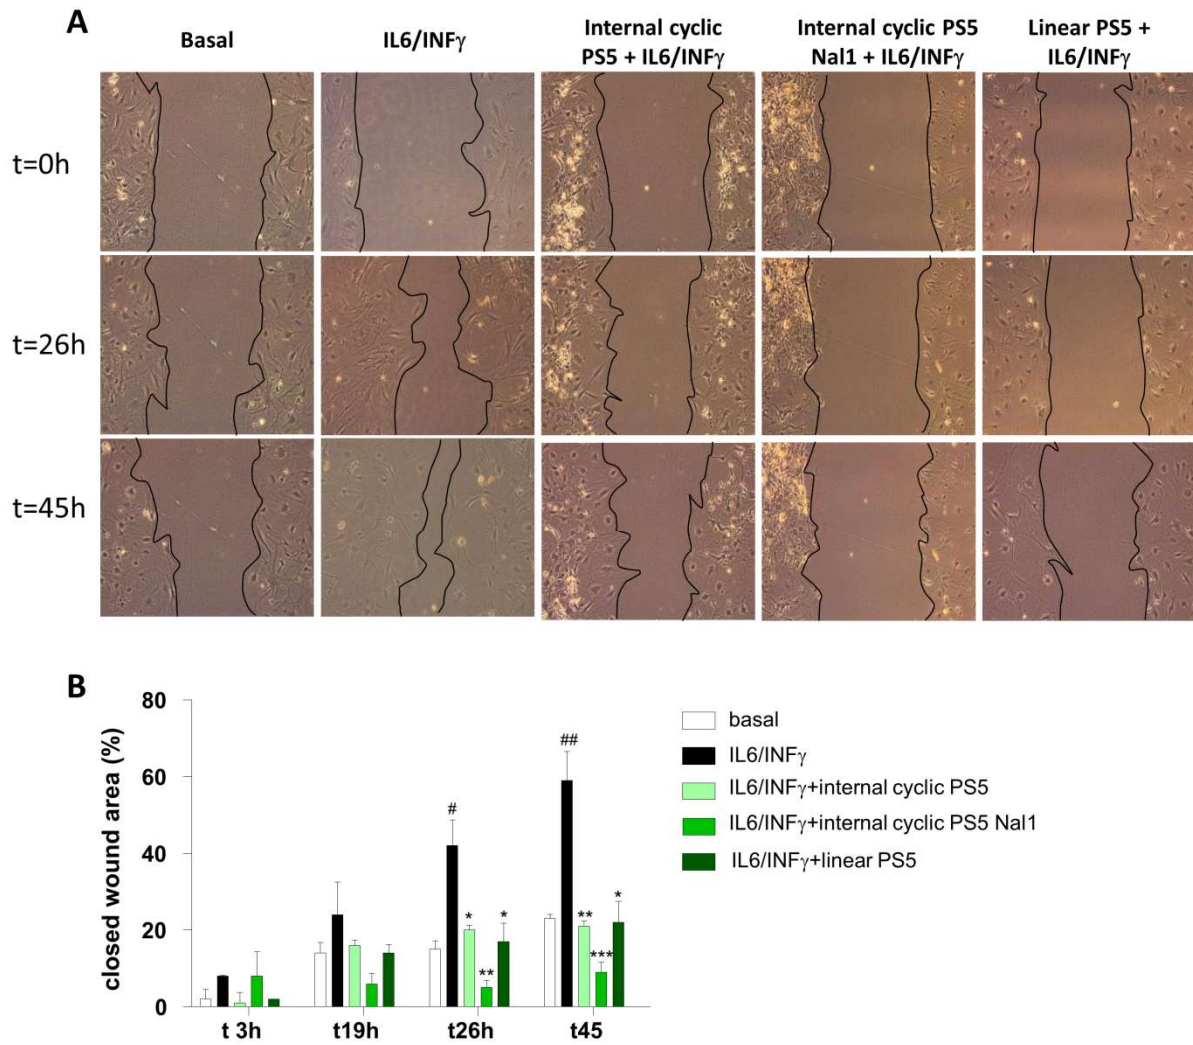 A
Basal
IL6/INFγ
Internal cyclic
PS5 + IL6/INFγ
Internal cyclic PS5
Nal1 + IL6/INFγ
Linear PS5 +
IL6/INFγ
t=0h
t=26h
t=45h
B
closed wound area (%)
80
60
40
20
0
#
##
*
**
*
**
***
*
t 3h
t19h
t26h
t45
basal
IL6/INFγ
IL6/INFγ+internal cyclic PS5
IL6/INFγ+internal cyclic PS5 Nal1
IL6/INFγ+linear PS5